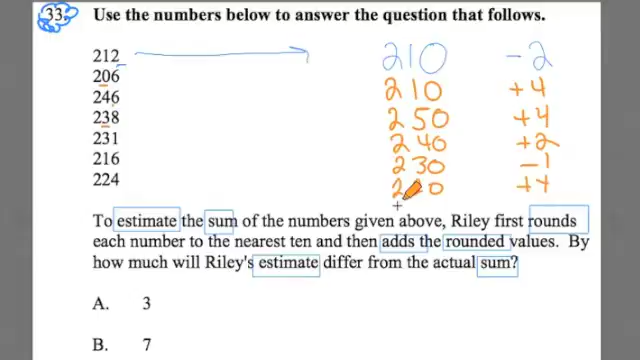 33. Use the numbers below to answer the question that follows.
212 210 -2
206 210 +4
246 250 +4
238 240 +2
231 230 -1
216 2 0 +4
224 +
To estimate the sum of the numbers given above, Riley first rounds
each number to the nearest ten and then adds the rounded values. By
how much will Riley's estimate differ from the actual sum?
A. 3
B. 7